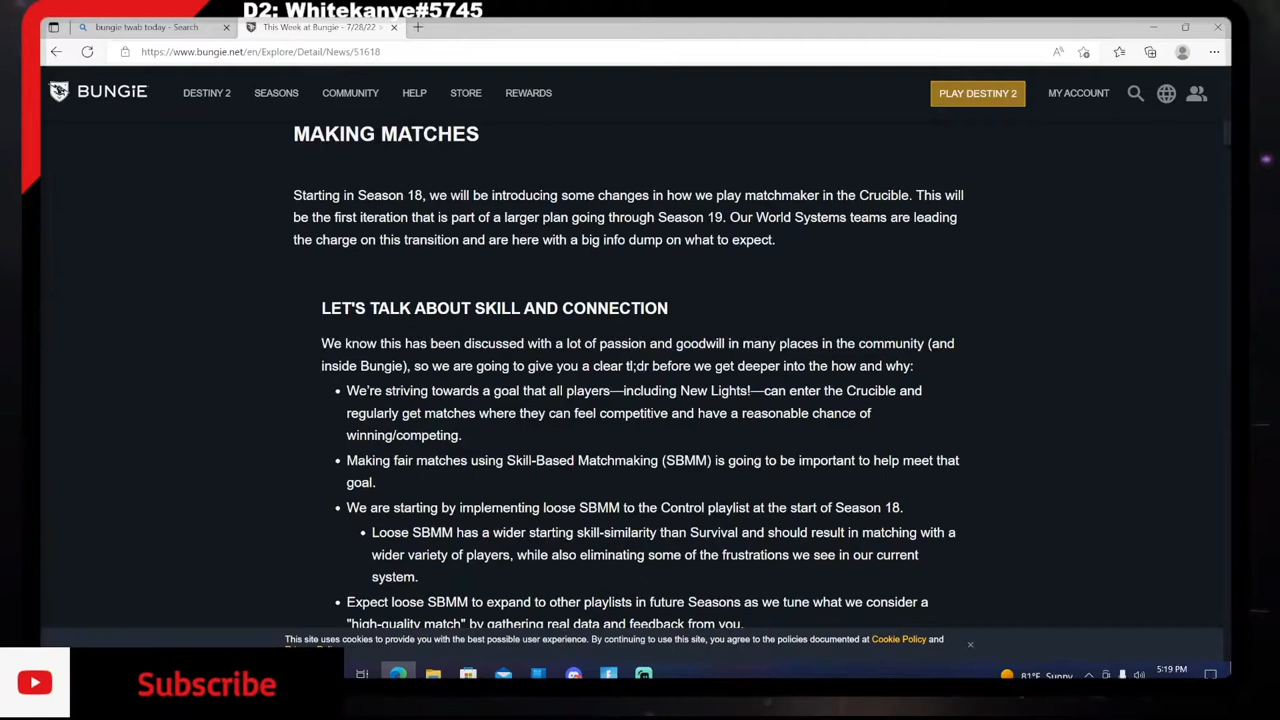 D2: Whitekanye#5745
bungie twab today - Search
This Week at Bungie - 7/28/22 >
https://www.bungie.net/en/Explore/Detail/News/51618
BUNGiE
DESTINY 2
SEASONS
COMMUNITY
HELP
STORE
REWARDS
PLAY DESTINY 2
MY ACCOUNT
MAKING MATCHES
Starting in Season 18, we will be introducing some changes in how we play matchmaker in the Crucible. This will
be the first iteration that is part of a larger plan going through Season 19. Our World Systems teams are leading
the charge on this transition and are here with a big info dump on what to expect.
LET'S TALK ABOUT SKILL AND CONNECTION
We know this has been discussed with a lot of passion and goodwill in many places in the community (and
inside Bungie), so we are going to give you a clear tl;dr before we get deeper into the how and why:
• We're striving towards a goal that all players—including New Lights!—can enter the Crucible and
regularly get matches where they can feel competitive and have a reasonable chance of
winning/competing.
• Making fair matches using Skill-Based Matchmaking (SBMM) is going to be important to help meet that
goal.
• We are starting by implementing loose SBMM to the Control playlist at the start of Season 18.
• Loose SBMM has a wider starting skill-similarity than Survival and should result in matching with a
wider variety of players, while also eliminating some of the frustrations we see in our current
system.
• Expect loose SBMM to expand to other playlists in future Seasons as we tune what we consider a
"high-quality match" by gathering real data and feedback from you.
This site uses cookies to provide you with the best possible user experience. By continuing to use this site, you agree to the policies documented at Cookie Policy and
81°F Sunny
5:19 PM
Subscribe